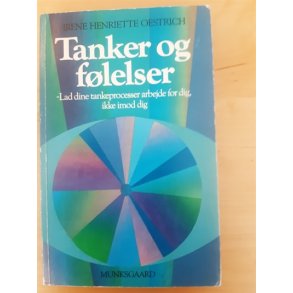 IRENE HENRIETTE OESTRICH
Tanker og
følelser
-Lad dine tankeprocesser arbejde for dig,
ikke imod dig
MUNKSGAARD